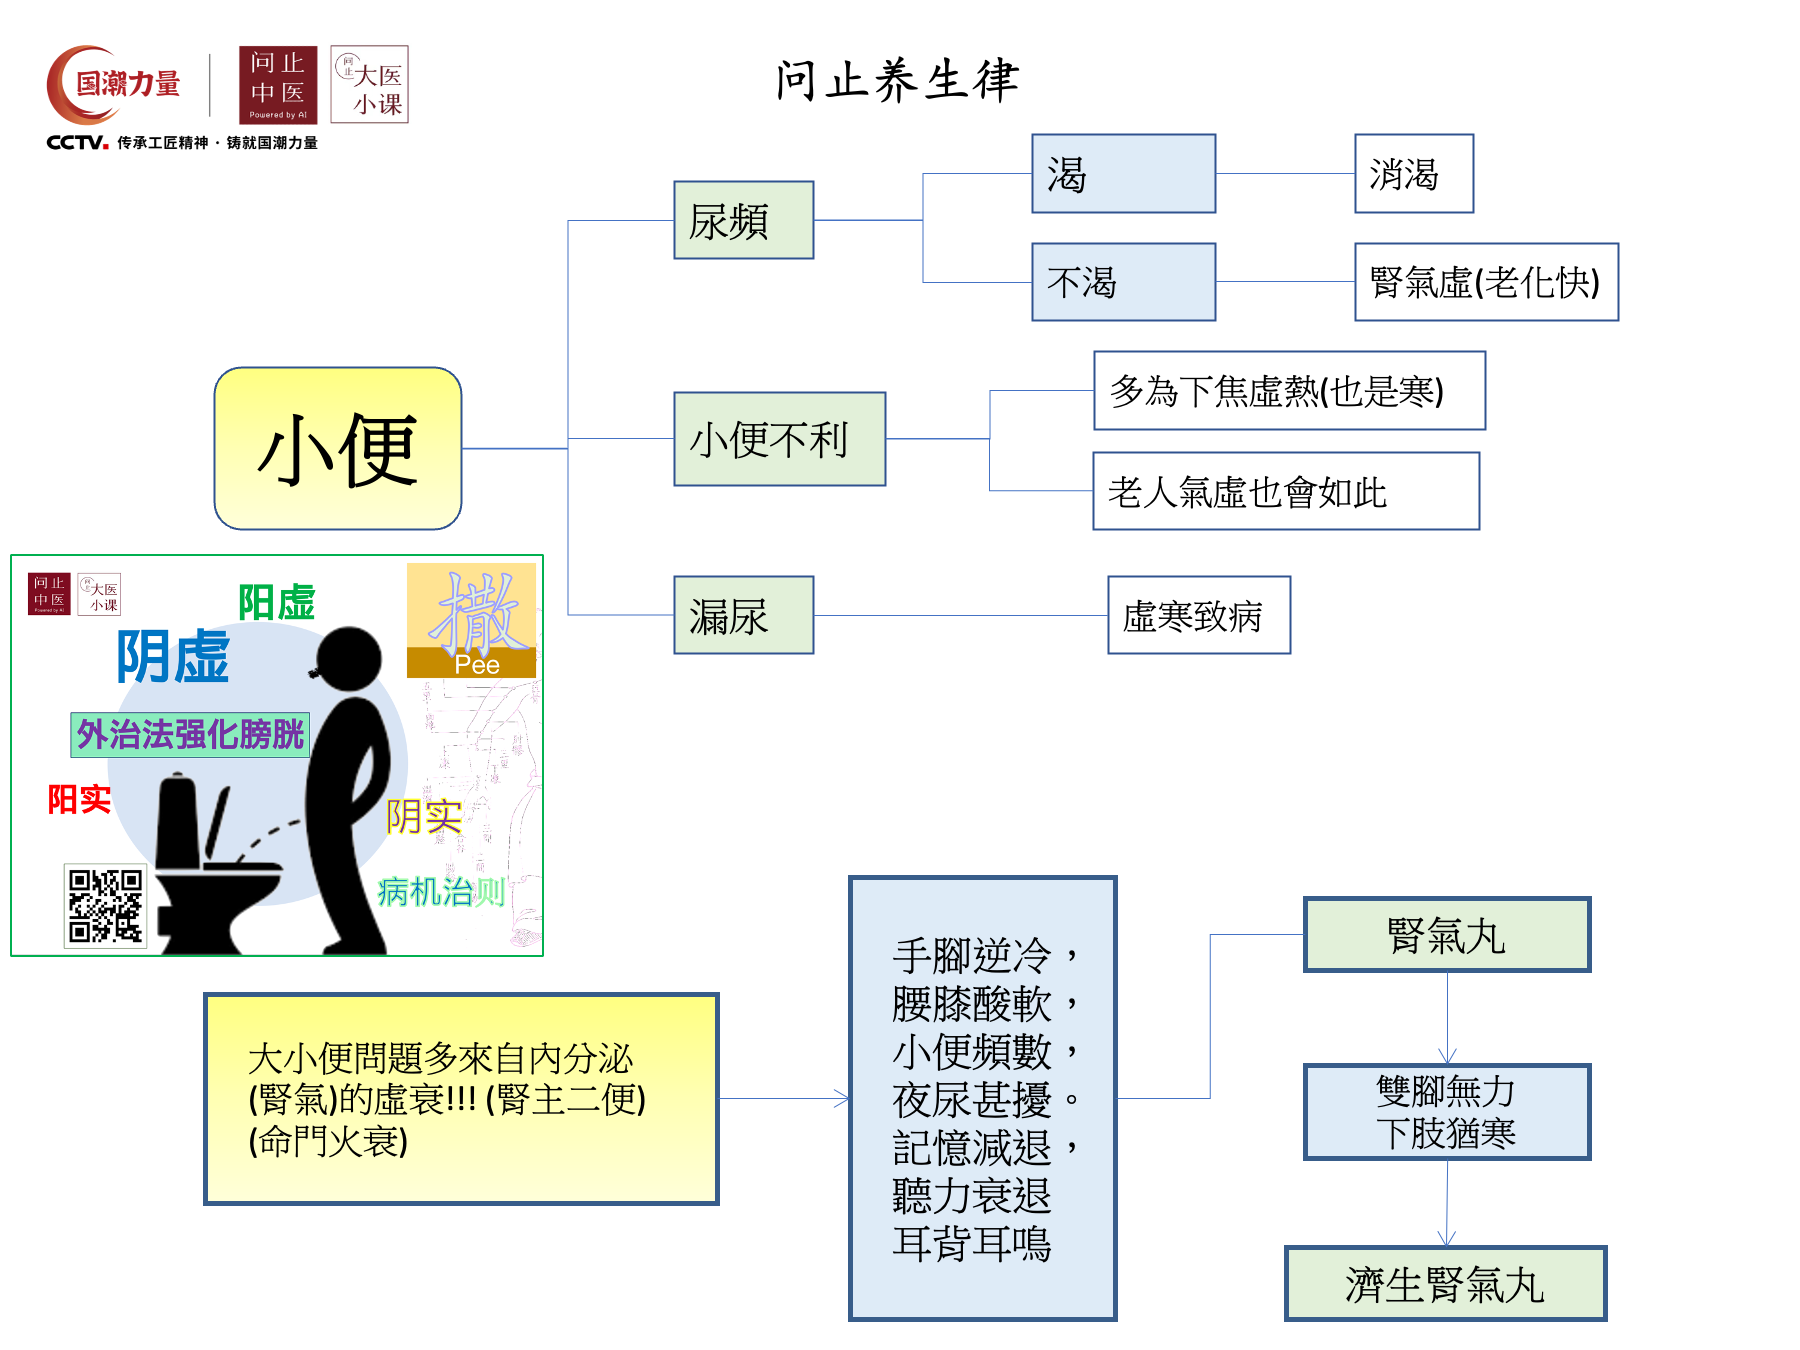 国潮力量
问止
中医
Powered by AI
问止
大医
小课
CCTV. 传承工匠精神·铸就国潮力量
问止养生律
小便
尿頻
渴
消渴
不渴
腎氣虛(老化快)
小便不利
多為下焦虛熱(也是寒)
老人氣虛也會如此
漏尿
虛寒致病
问止
中医
Powered by AI
大医
小课
阳虚
阴虚
撒
Pee
外治法强化膀胱
阳实
阴实
病机治则
大小便問題多來自內分泌
(腎氣)的虛衰!!! (腎主二便)
(命門火衰)
手腳逆冷，
腰膝酸軟，
小便頻數，
夜尿甚擾。
記憶減退，
聽力衰退
耳背耳鳴
腎氣丸
雙腳無力
下肢猶寒
濟生腎氣丸